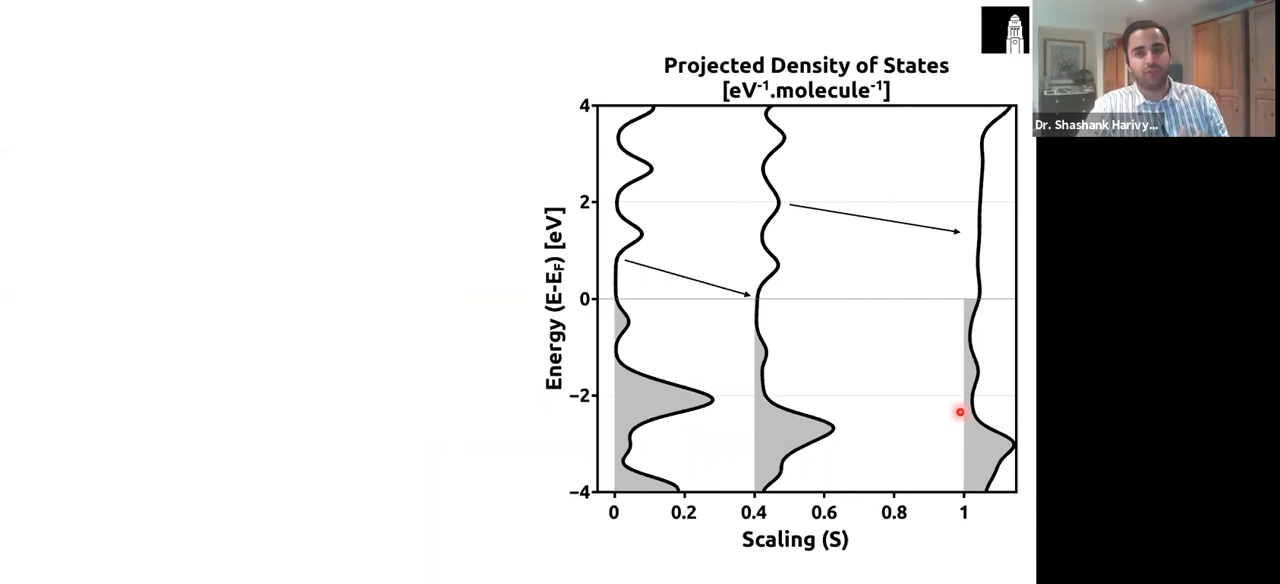 Projected Density of States
[eV⁻¹.molecule⁻¹]
Dr. Shashank Harivy...
Energy (E-E_F) [eV]
4
2
0
−2
−4
0 0.2 0.4 0.6 0.8 1
Scaling (S)